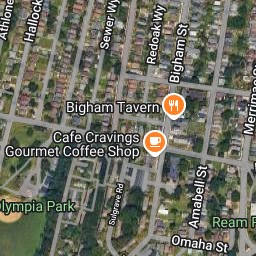 Athlone
Hallock
Sewer Wy
Redoak Wy
Bigham St
Merrimac
Bigham Tavern
Cafe Cravings
Gourmet Coffee Shop
Sulgrave Rd
Amabell St
Olympia Park
Ream
Omaha St